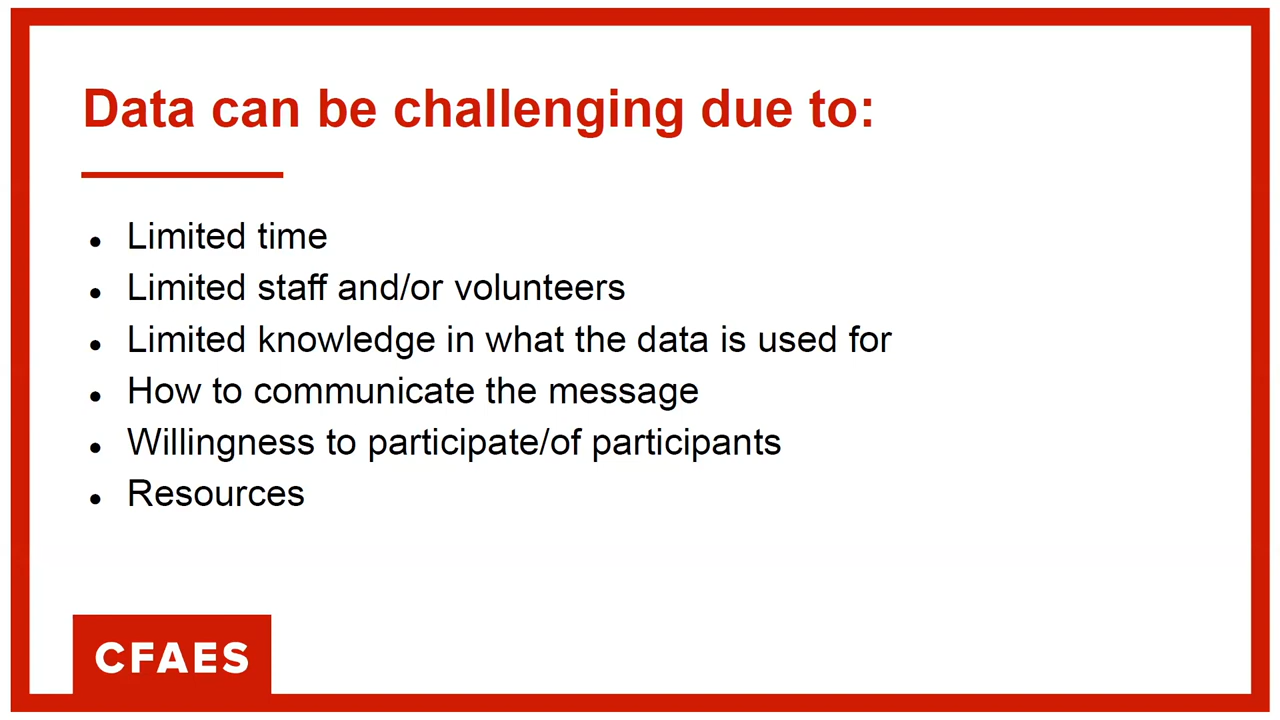 Data can be challenging due to:
• Limited time
• Limited staff and/or volunteers
• Limited knowledge in what the data is used for
• How to communicate the message
• Willingness to participate/of participants
• Resources
CFAES